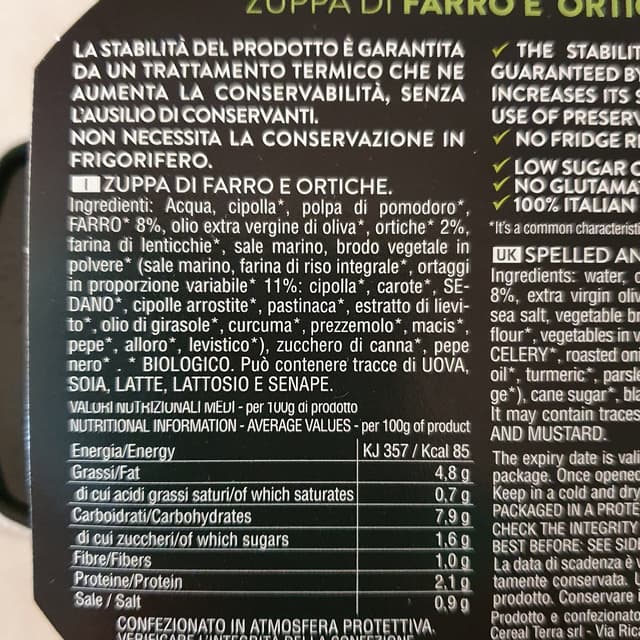 ZUPPA DI FARRO E ORTIC
LA STABILITÀ DEL PRODOTTO È GARANTITA
DA UN TRATTAMENTO TERMICO CHE NE
AUMENTA LA CONSERVABILITÀ, SENZA
L'AUSILIO DI CONSERVANTI.
NON NECESSITA LA CONSERVAZIONE IN
FRIGORIFERO.
I ZUPPA DI FARRO E ORTICHE.
Ingredienti: Acqua, cipolla*, polpa di pomodoro*,
FARRO* 8%, olio extra vergine di oliva*, ortiche* 2%,
farina di lenticchie*, sale marino, brodo vegetale in
polvere* (sale marino, farina di riso integrale*, ortaggi
in proporzione variabile* 11%: cipolla*, carote*, SE-
DANO*, cipolle arrostite*, pastinaca*, estratto di lievi-
to*, olio di girasole*, curcuma*, prezzemolo*, macis*,
pepe*, alloro*, levistico*), zucchero di canna*, pepe
nero*. * BIOLOGICO. Può contenere tracce di UOVA,
SOIA, LATTE, LATTOSIO E SENAPE.
VALORI NUTRIZIONALI MEDI - per 100g di prodotto
NUTRITIONAL INFORMATION - AVERAGE VALUES - per 100g of product
Energia/Energy KJ 357 / Kcal 85
Grassi/Fat 4,8 g
di cui acidi grassi saturi/of which saturates 0,7 g
Carboidrati/Carbohydrates 7,9 g
di cui zuccheri/of which sugars 1,6 g
Fibre/Fibers 1,0 g
Proteine/Protein 2,1 g
Sale / Salt 0,9 g
CONFEZIONATO IN ATMOSFERA PROTETTIVA.
VERIFICARE L'INTEGRITÀ DELLA CONFEZIONE
✓ THE STABILIT
GUARANTEED BY
INCREASES ITS S
USE OF PRESERV
✓ NO FRIDGE RE
✓ LOW SUGAR C
✓ NO GLUTAMA
✓ 100% ITALIAN
*It's a common characteristi
UK SPELLED AN
Ingredients: water, o
8%, extra virgin oliv
sea salt, vegetable br
flour*, vegetables in v
CELERY*, roasted oni
oil*, turmeric*, parsle
ge*), cane sugar*, bla
It may contain traces
AND MUSTARD.
The expiry date is vali
package. Once opened
Keep in a cold and dry
PACKAGED IN A PROTE
CHECK THE INTEGRITY
BEST BEFORE: SEE SIDE
La data di scadenza è v
tamente conservata. U
prodotto. Conservare i
Prodotto e confezionato
Cereal Terra srl - Via Ric